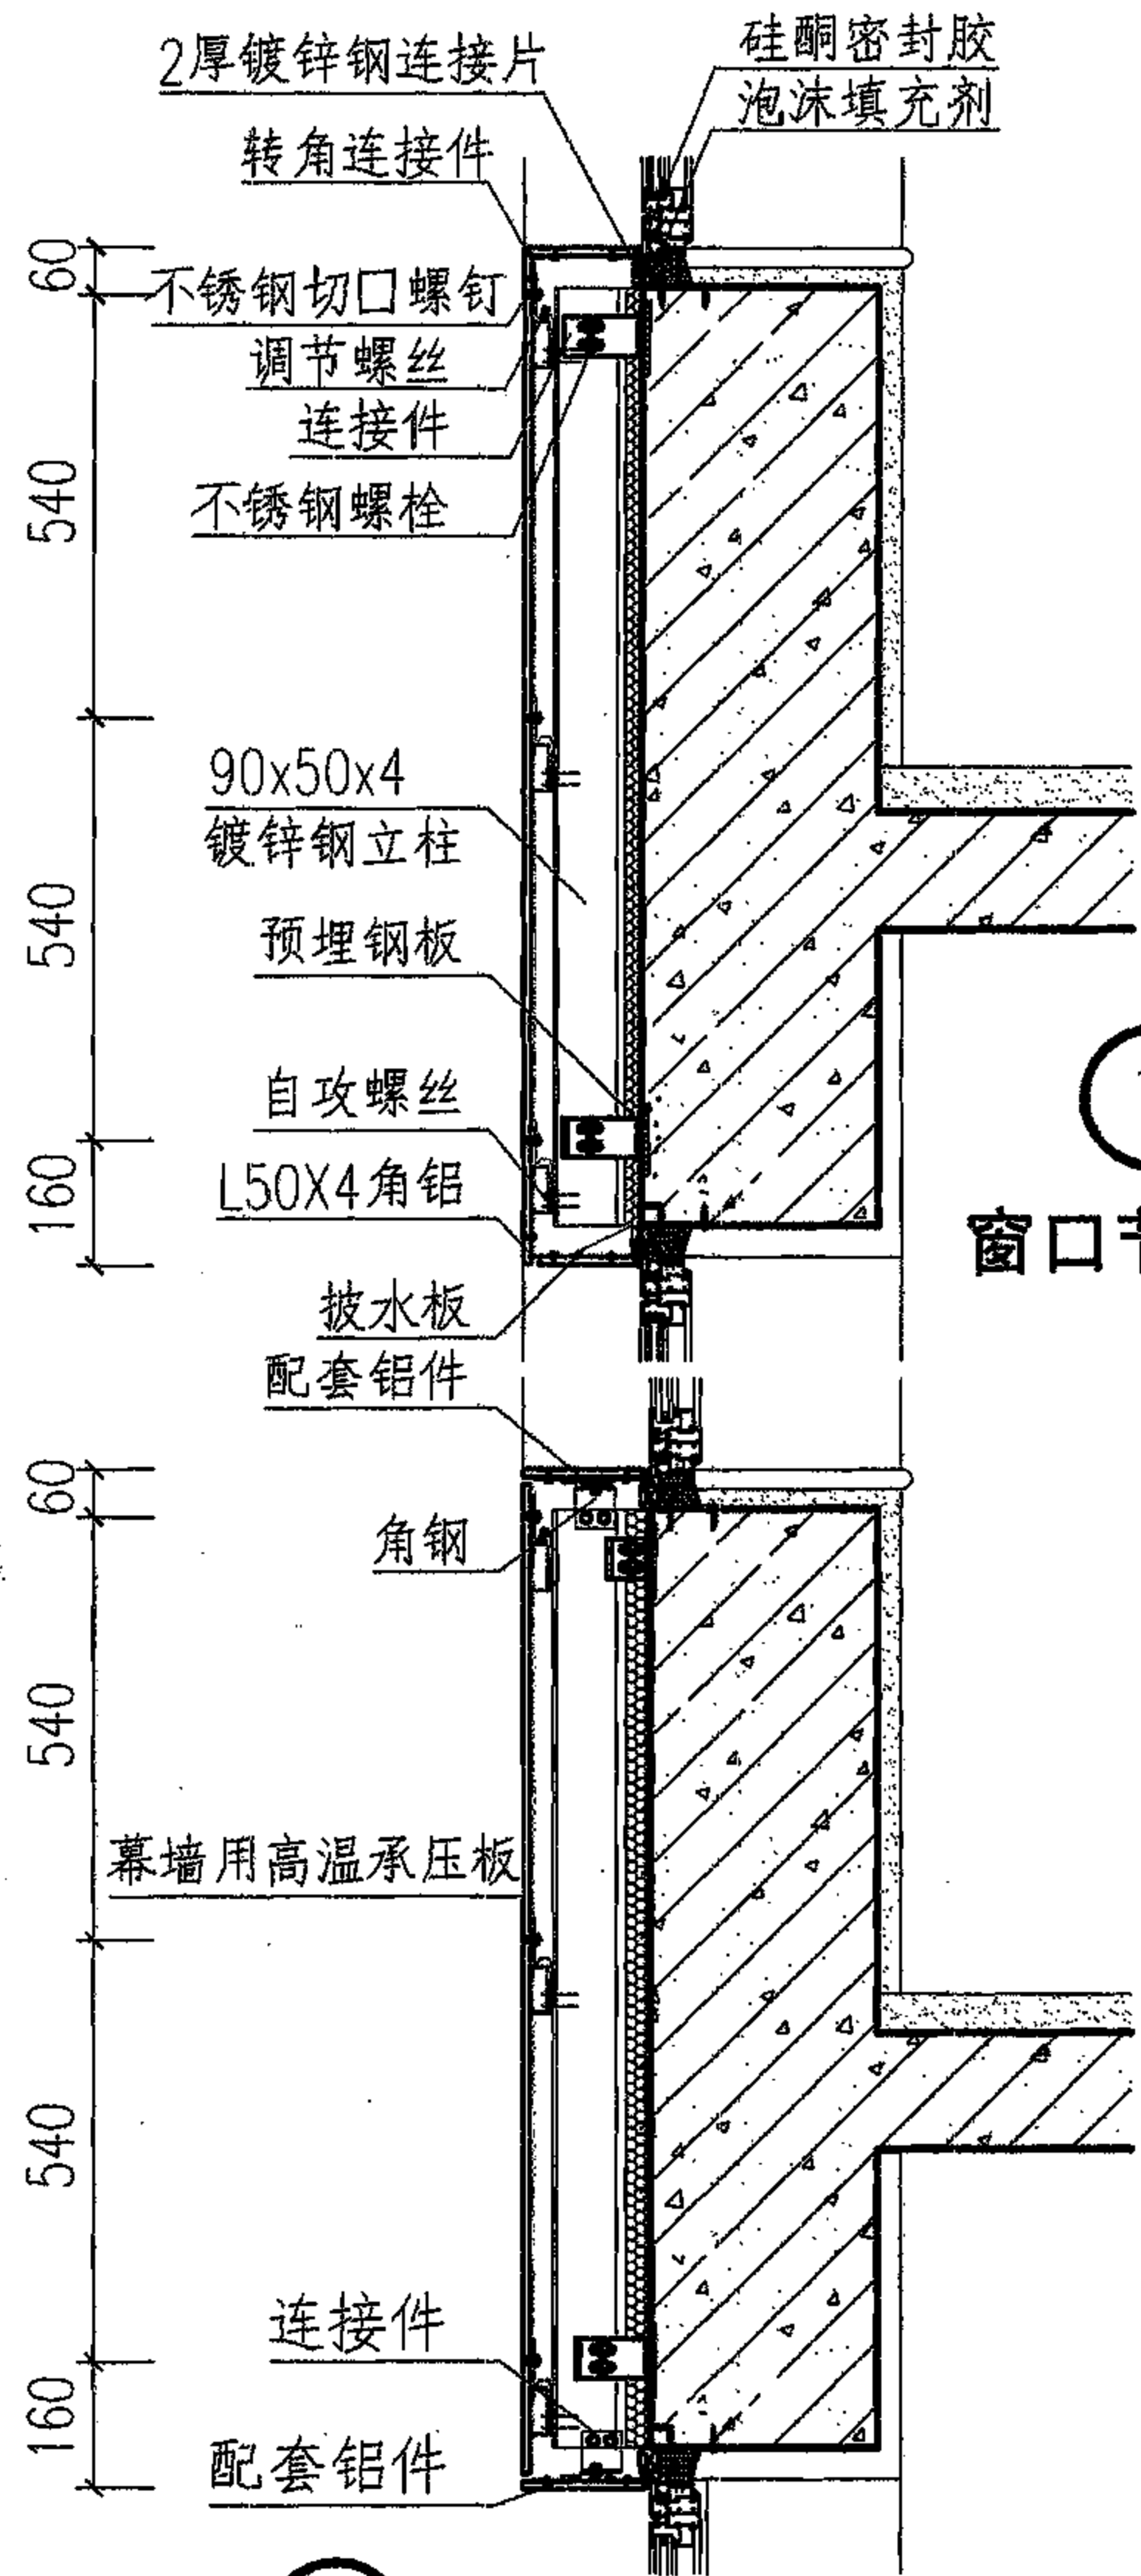 2厚镀锌钢连接片
硅酮密封胶
泡沫填充剂
转角连接件
60
不锈钢切口螺钉
调节螺丝
连接件
540
不锈钢螺栓
90x50x4
镀锌钢立柱
540
预埋钢板
自攻螺丝
160
L50X4角铝
窗口
披水板
配套铝件
60
角钢
540
幕墙用高温承压板
540
连接件
160
配套铝件